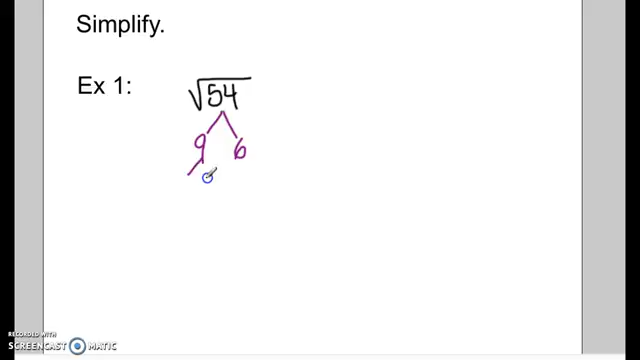 Simplify.
Ex 1: √54
9 6
RECORDED WITH
SCREENCAST MATIC